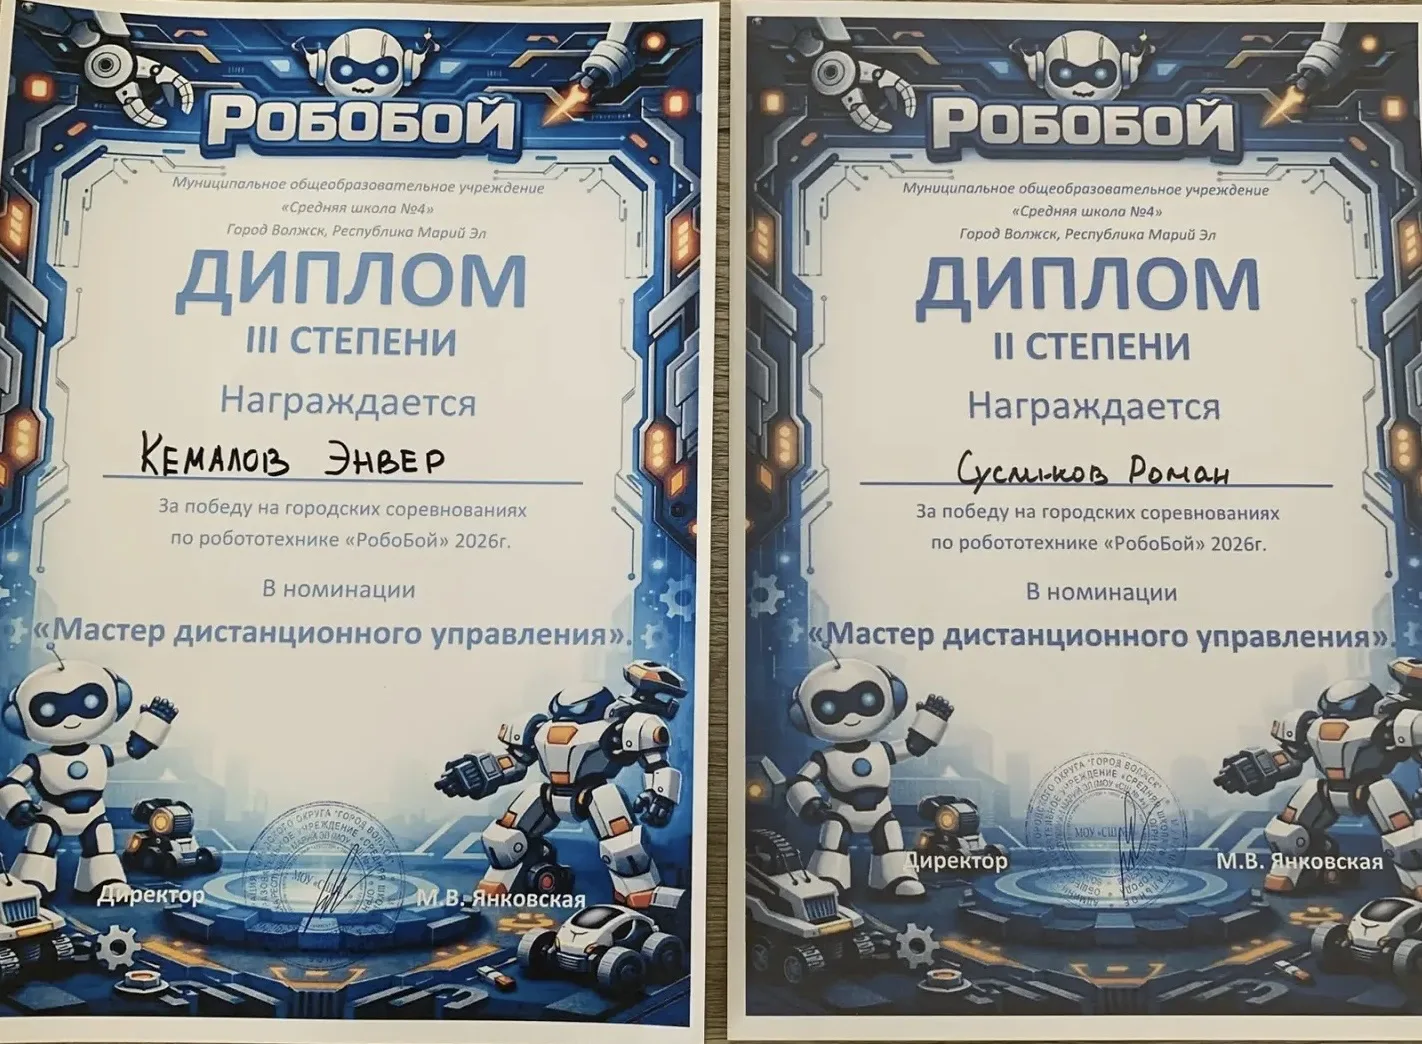 РОБОБОЙ
Муниципальное общеобразовательное учреждение
«Средняя школа №4»
Город Волжск, Республика Марий Эл
ДИПЛОМ
III СТЕПЕНИ
Награждается
Кемалов Энвер
За победу на городских соревнованиях
по робототехнике «РобоБой» 2026г.
В номинации
«Мастер дистанционного управления».
Директор
М.В. Янковская
РОБОБОЙ
Муниципальное общеобразовательное учреждение
«Средняя школа №4»
Город Волжск, Республика Марий Эл
ДИПЛОМ
II СТЕПЕНИ
Награждается
Роман
За победу на городских соревнованиях
по робототехнике «РобоБой» 2026г.
В номинации
«Мастер дистанционного управления».
Директор
М.В. Янковская